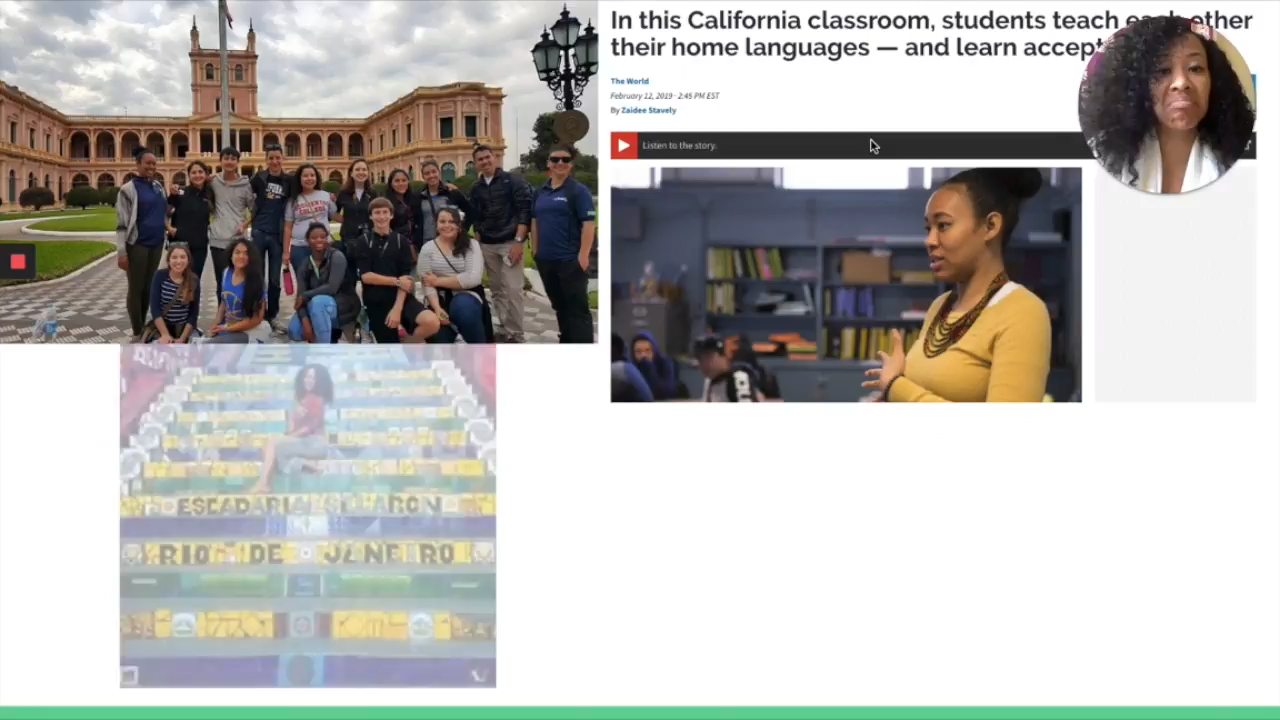 In this California classroom, students teach each other
their home languages — and learn accept
The World
February 12, 2019 · 2:45 PM EST
By Zaidee Stavely
Listen to the story.
ESCADARIA SELARON
RIO DE JANEIRO